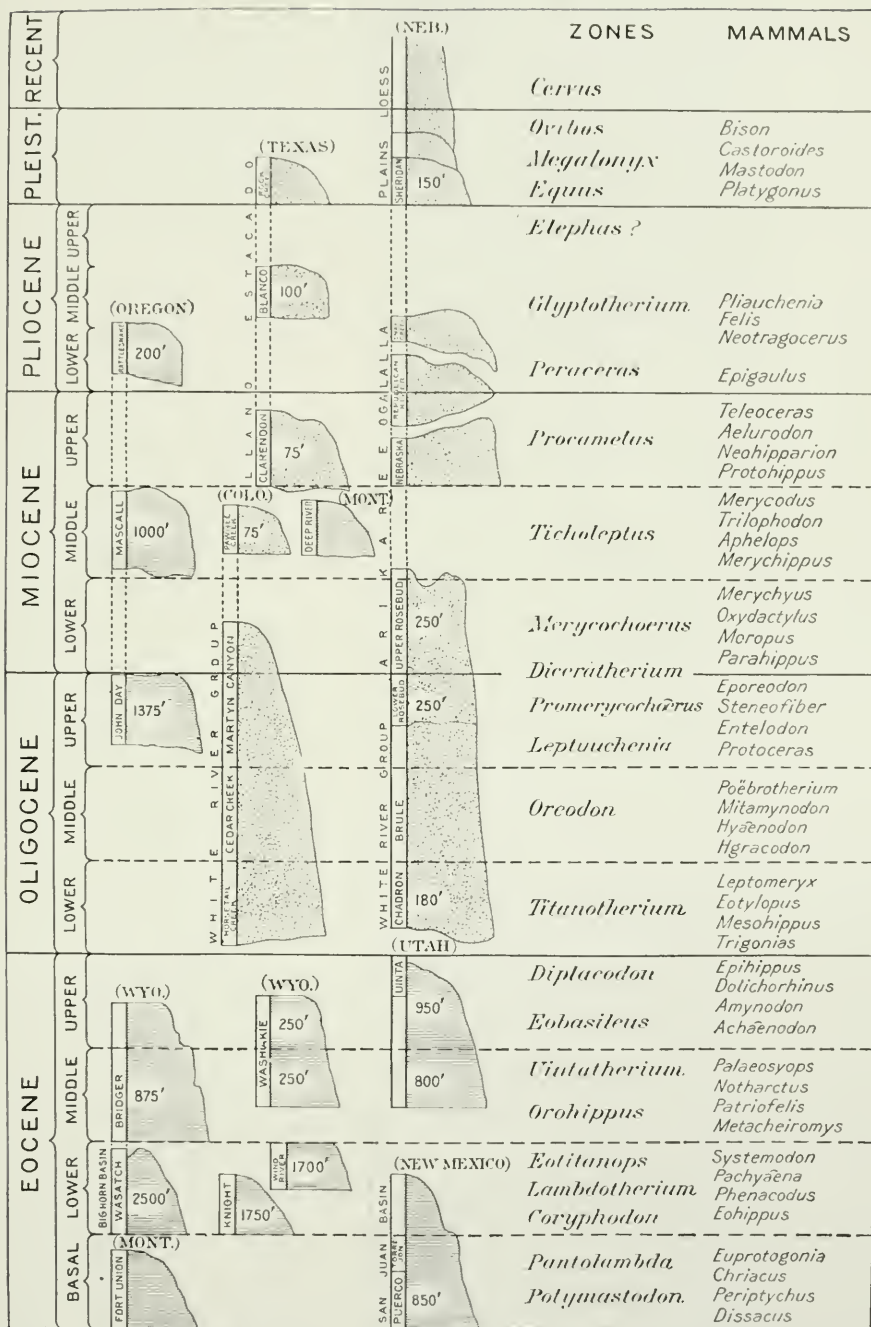 ZONES
MAMMALS
RECENT
(NEB.)
PLAINS LOESS
Cervus
PLEIST.
(TEXAS)
LLANO ESTACADO
SHERIDAN
150'
Ovibos
Megalonyx
Equus
Bison
Castoroides
Mastodon
Platygonus
PLIOCENE
UPPER
MIDDLE
LOWER
(OREGON)
RATTLESNAKE
200'
BLANCO
100'
OGALALLA
REPUBLICAN RIVER
Elephas ?
Glyptotherium
Peraceras
Pliauchenia
Felis
Neotragocerus
Epigaulus
MIOCENE
UPPER
CLARENDON
75'
NEBRASKA
Procamelus
Teleoceras
Aelurodon
Neohipparion
Protohippus
MIDDLE
MASCALL
1000'
(COLO.)
PAWNEE CREEK
75'
DEEP RIVER
(MONT.)
ARIKAREE
Ticholeptus
Merycodus
Trilophodon
Aphelops
Merychippus
LOWER
UPPER ROSEBUD
250'
Merycochoerus
Diceratherium
Merychyus
Oxydactylus
Moropus
Parahippus
OLIGOCENE
UPPER
JOHN DAY
1375'
WHITE RIVER GROUP
MARTYN CANYON
LOWER ROSEBUD
250'
Promerycochaerus
Leptauchenia
Eporeodon
Steneofiber
Entelodon
Protoceras
MIDDLE
CEDAR CREEK
WHITE RIVER GROUP
BRULE
Oreodon
Poëbrotherium
Mitamynodon
Hyaenodon
Hgracodon
LOWER
HORSETAIL CREEK
CHADRON
180'
Titanotherium
Leptomeryx
Eotylopus
Mesohippus
Trigonias
EOCENE
UPPER
(WYO.)
(WYO.)
WASHAKIE
250'
250'
(UTAH)
UINTA
950'
Diplacodon
Eobasileus
Epihippus
Dolichorhinus
Amynodon
Achaenodon
MIDDLE
BRIDGER
875'
800'
Uintatherium
Orohippus
Palaeosyops
Notharctus
Patriofelis
Metacheiromys
LOWER
BIGHORN BASIN
WASATCH
2500'
KNIGHT
1750'
WIND RIVER
1700'
(NEW MEXICO)
Eotitanops
Lambdotherium
Coryphodon
Systemodon
Pachyaena
Phenacodus
Eohippus
BASAL
(MONT.)
FORT UNION
SAN JUAN BASIN
TORREJON
PUERCO
850'
Pantolambda
Polymastodon
Euprotogonia
Chriacus
Periptychus
Dissacus